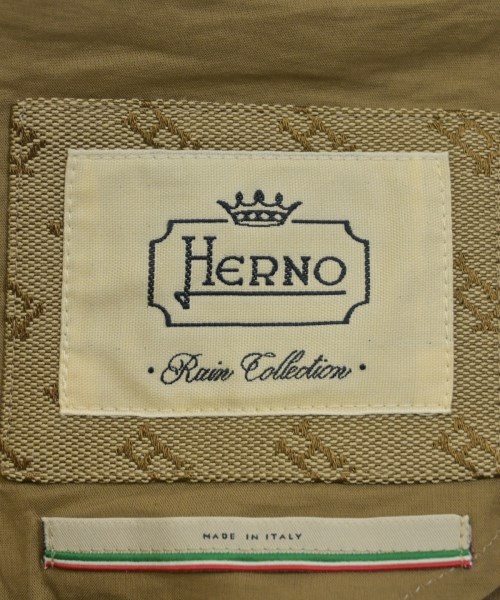 HERNO
· Rain Collection ·
MADE IN ITALY